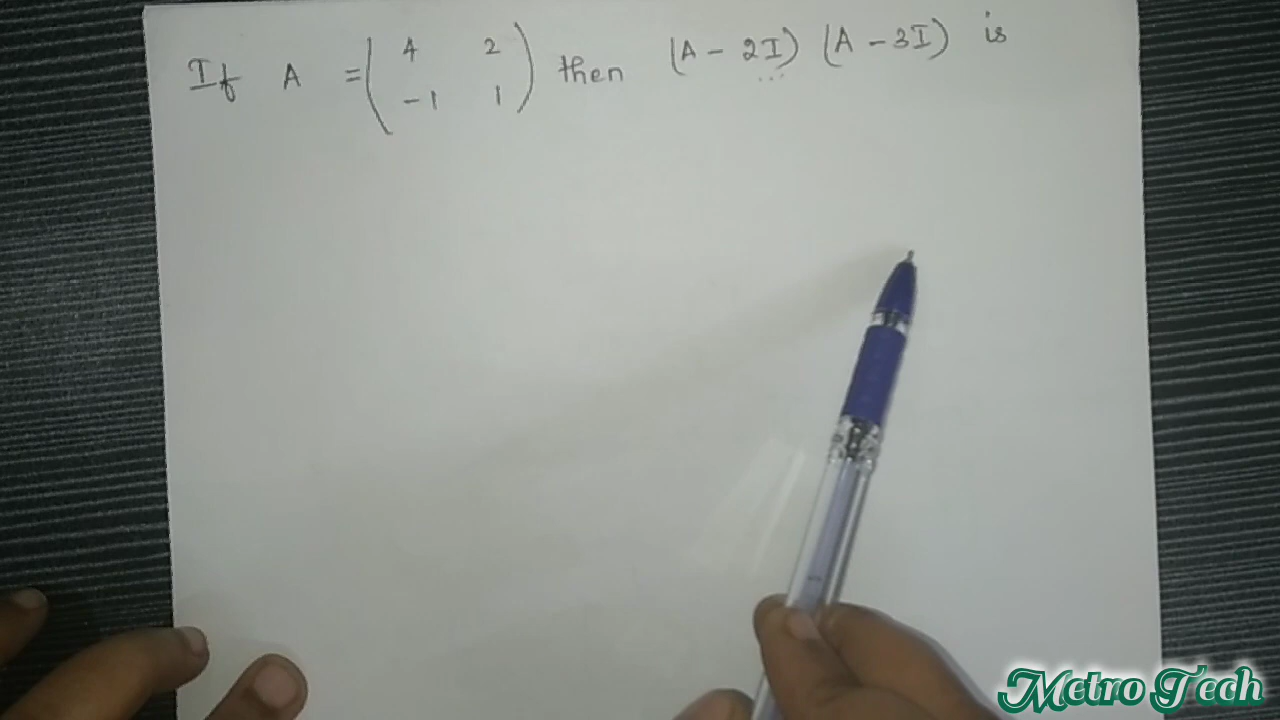 If A = ( 4 2 -1 1 ) then (A - 2I) (A - 3I) is
Metro Tech